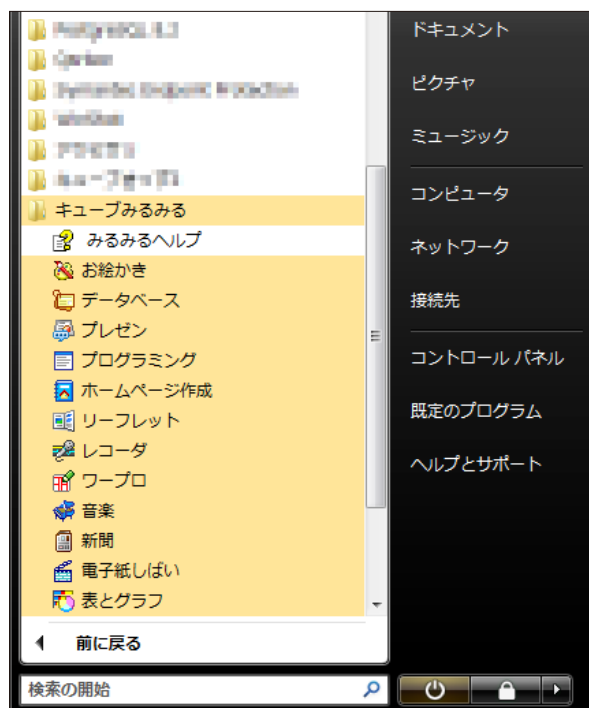 キューブみるみる
みるみるヘルプ
お絵かき
データベース
プレゼン
プログラミング
ホームページ作成
リーフレット
レコーダ
ワープロ
音楽
新聞
電子紙しばい
表とグラフ
前に戻る
検索の開始
ドキュメント
ピクチャ
ミュージック
コンピュータ
ネットワーク
接続先
コントロール パネル
既定のプログラム
ヘルプとサポート